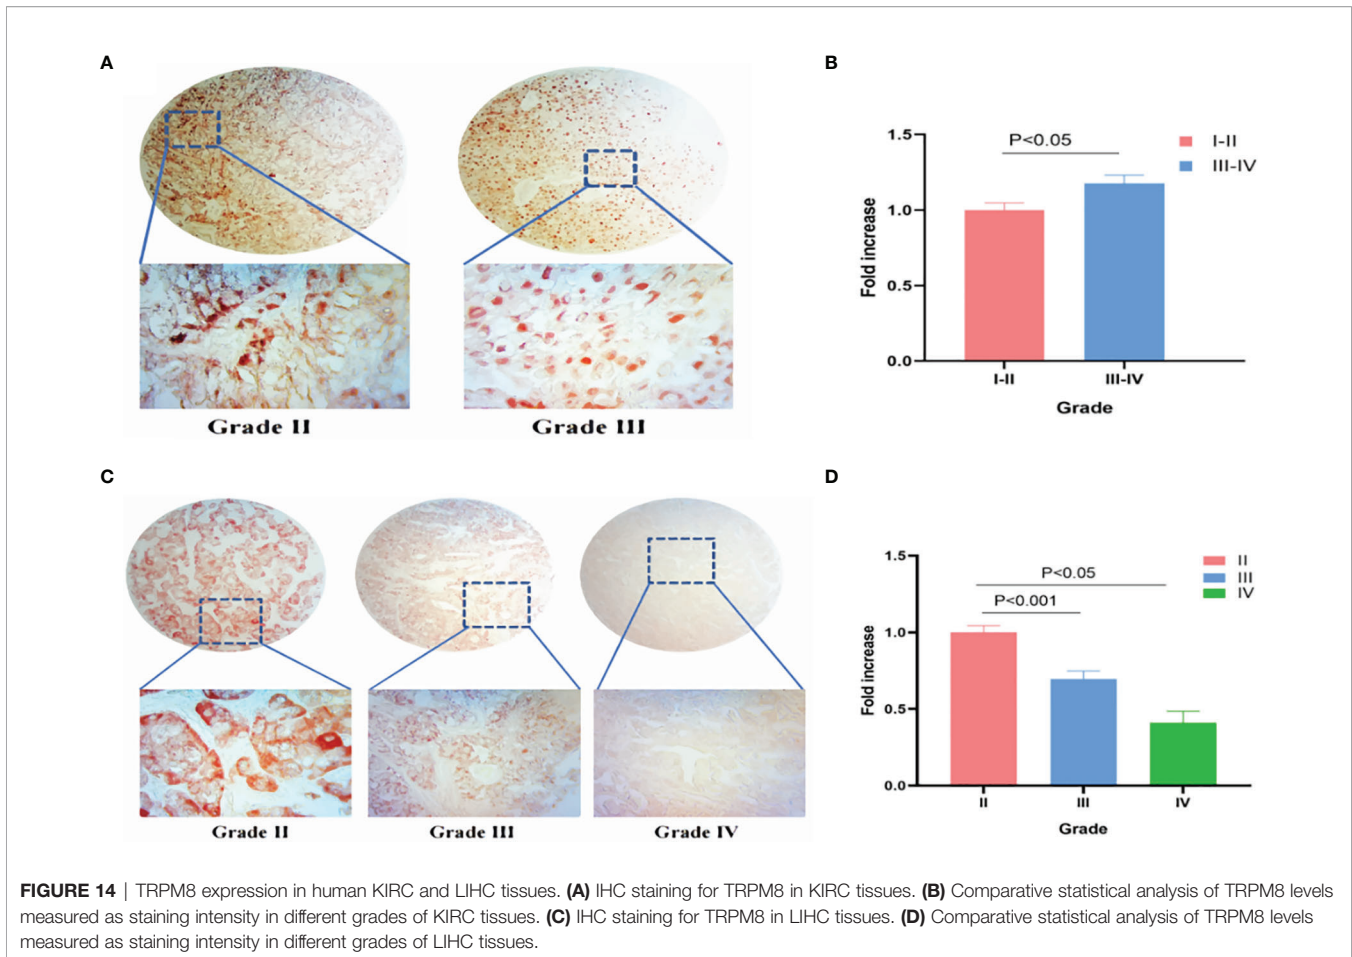 A
Grade II
Grade III
B
1.5
1.0
0.5
0.0
Fold increase
P<0.05
I-II
III-IV
I-II
III-IV
Grade
C
Grade II
Grade III
Grade IV
D
1.5
1.0
0.5
0.0
Fold increase
P<0.05
P<0.001
II
III
IV
II
III
IV
Grade
FIGURE 14 | TRPM8 expression in human KIRC and LIHC tissues. (A) IHC staining for TRPM8 in KIRC tissues. (B) Comparative statistical analysis of TRPM8 levels
measured as staining intensity in different grades of KIRC tissues. (C) IHC staining for TRPM8 in LIHC tissues. (D) Comparative statistical analysis of TRPM8 levels
measured as staining intensity in different grades of LIHC tissues.